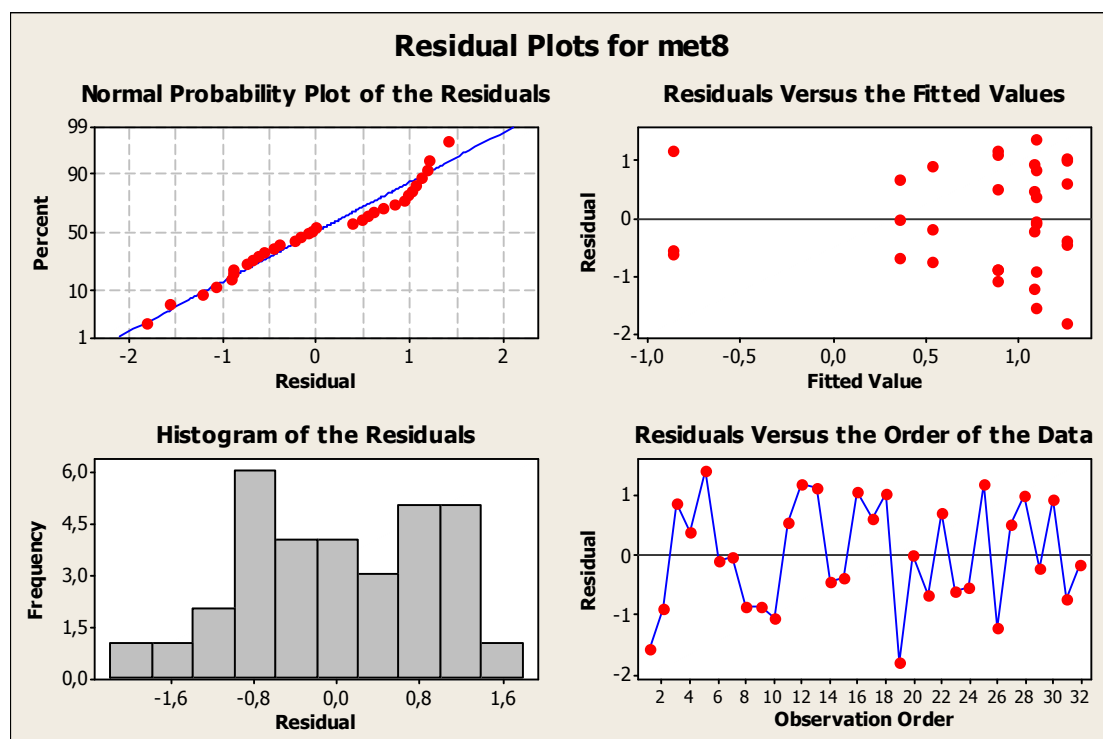 Residual Plots for met8
Normal Probability Plot of the Residuals
99
90
50
10
1
Percent
-2 -1 0 1 2
Residual
Residuals Versus the Fitted Values
1
0
-1
-2
Residual
-1,0 -0,5 0,0 0,5 1,0
Fitted Value
Histogram of the Residuals
6,0
4,5
3,0
1,5
0,0
Frequency
-1,6 -0,8 0,0 0,8 1,6
Residual
Residuals Versus the Order of the Data
1
0
-1
-2
Residual
2 4 6 8 10 12 14 16 18 20 22 24 26 28 30 32
Observation Order